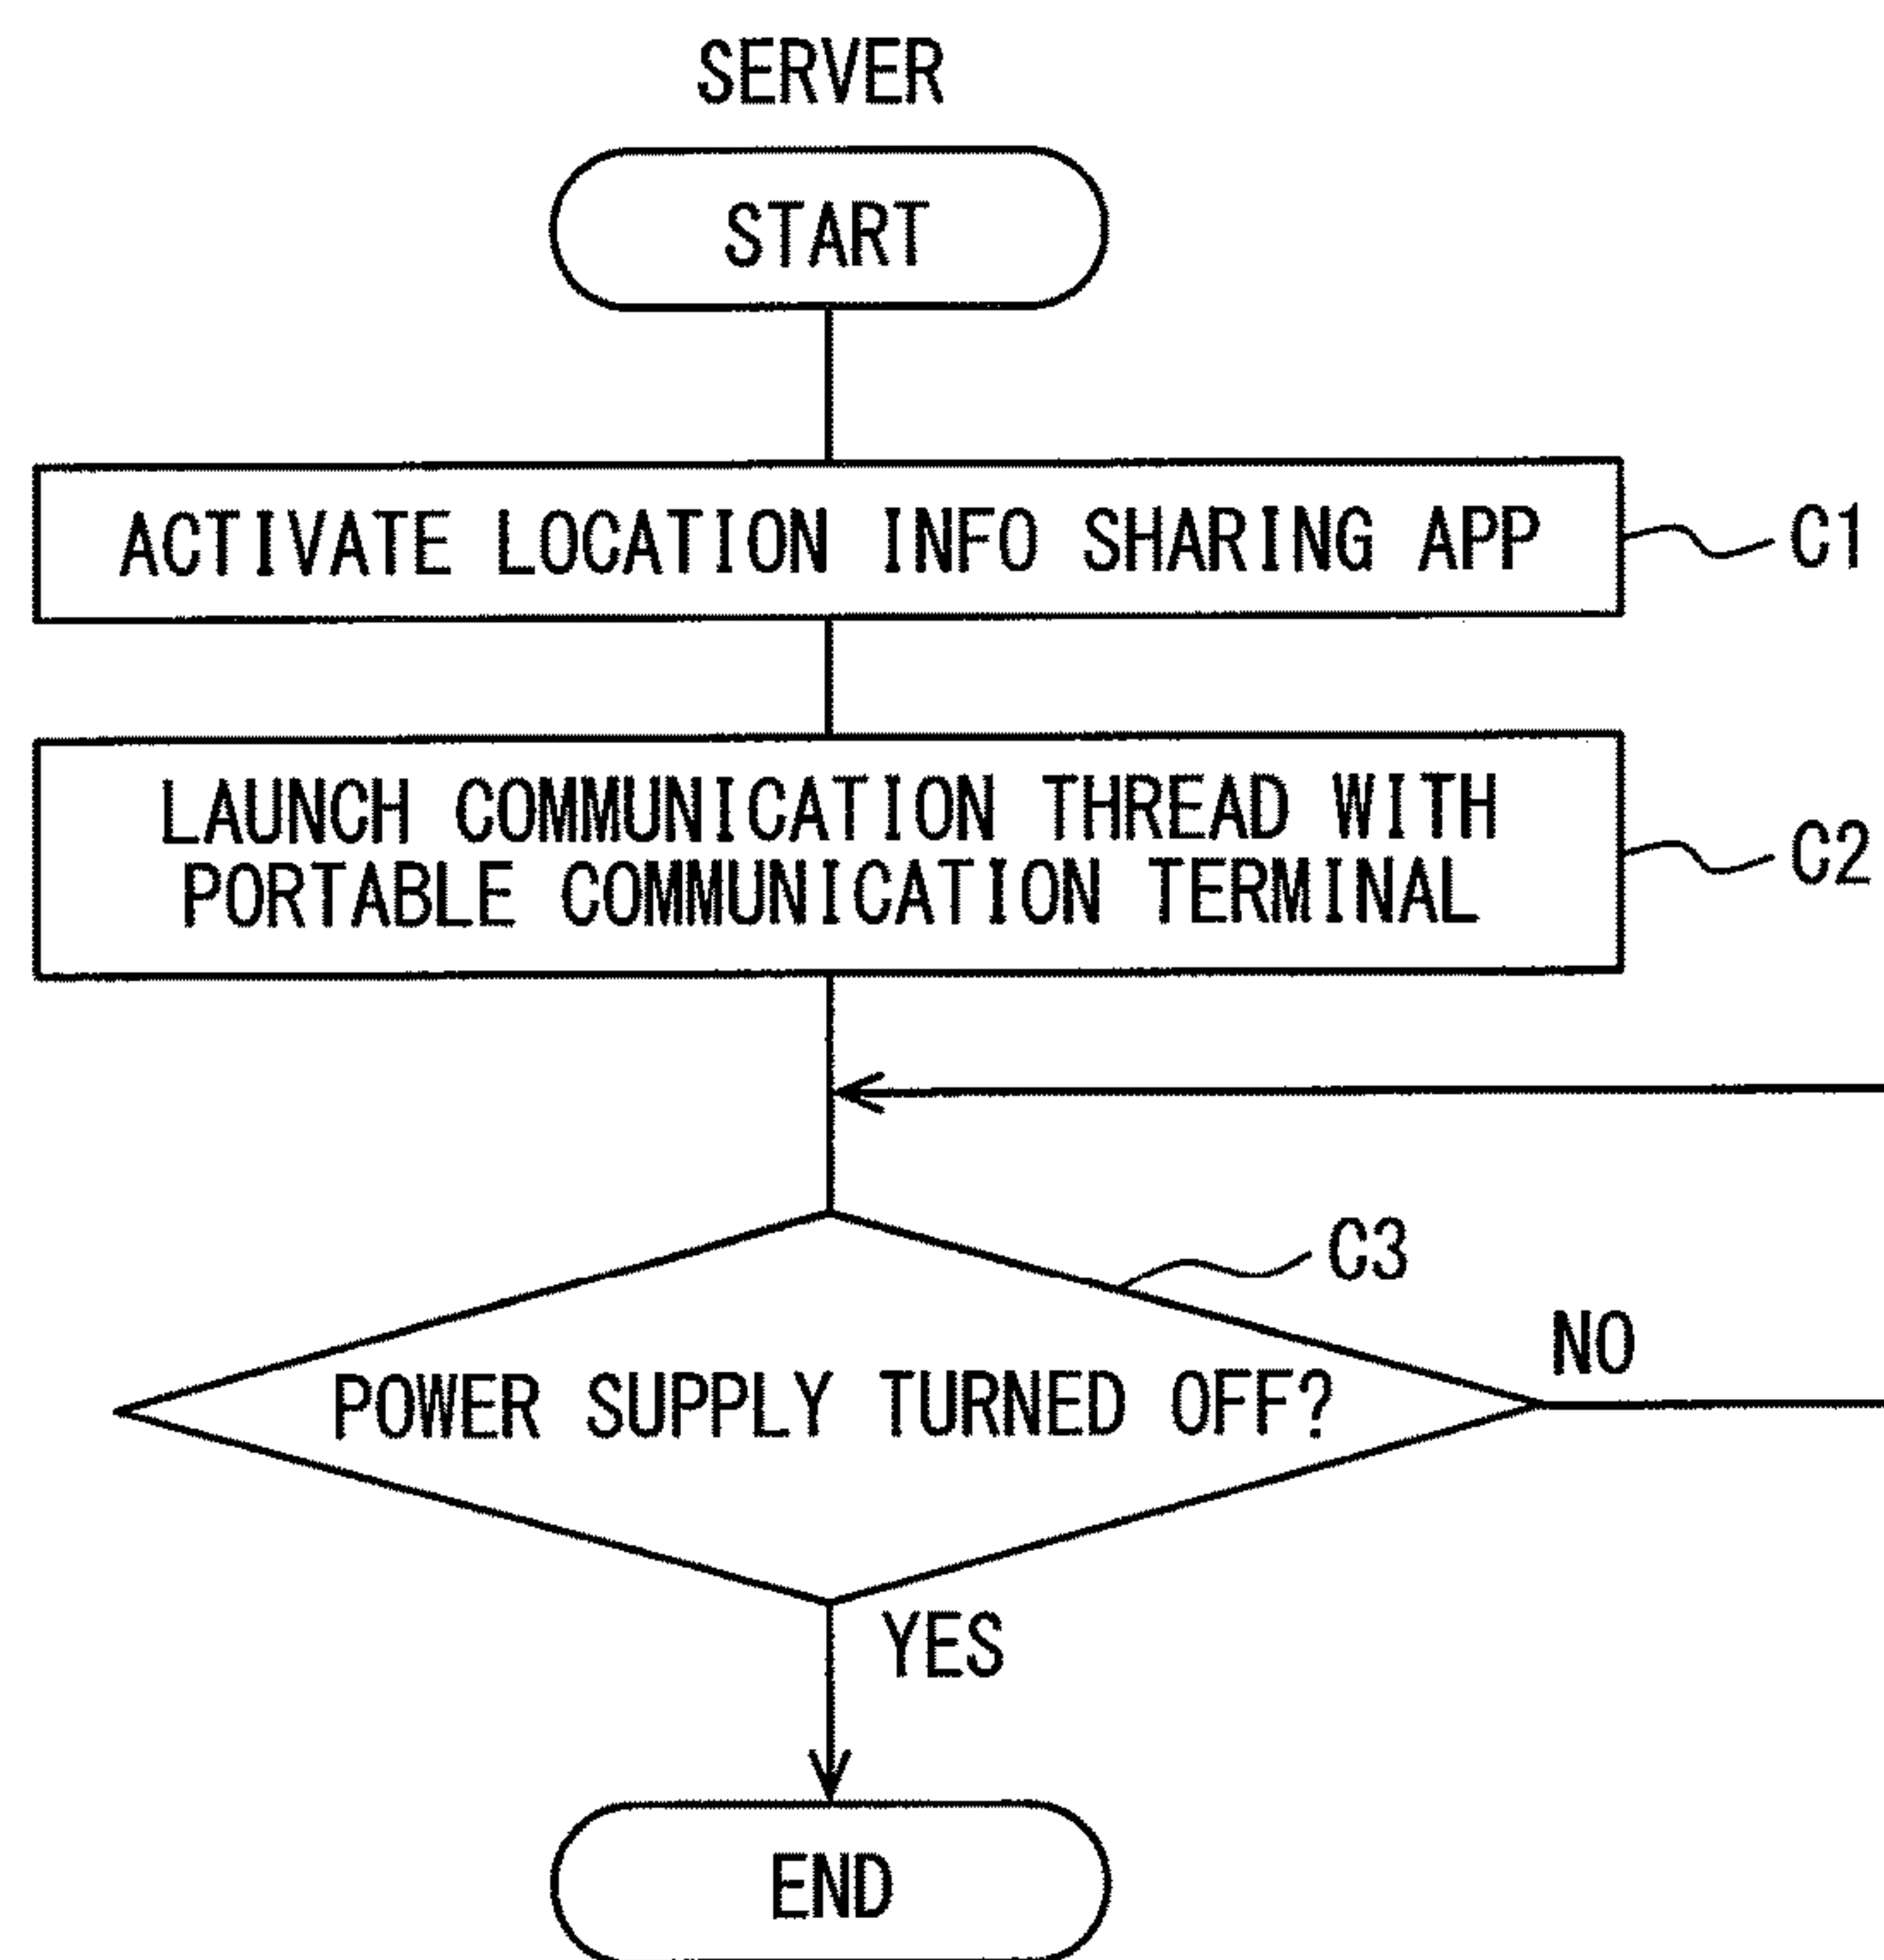 SERVER
START
ACTIVATE LOCATION INFO SHARING APP
C1
LAUNCH COMMUNICATION THREAD WITH
PORTABLE COMMUNICATION TERMINAL
C2
C3
NO
POWER SUPPLY TURNED OFF?
YES
END